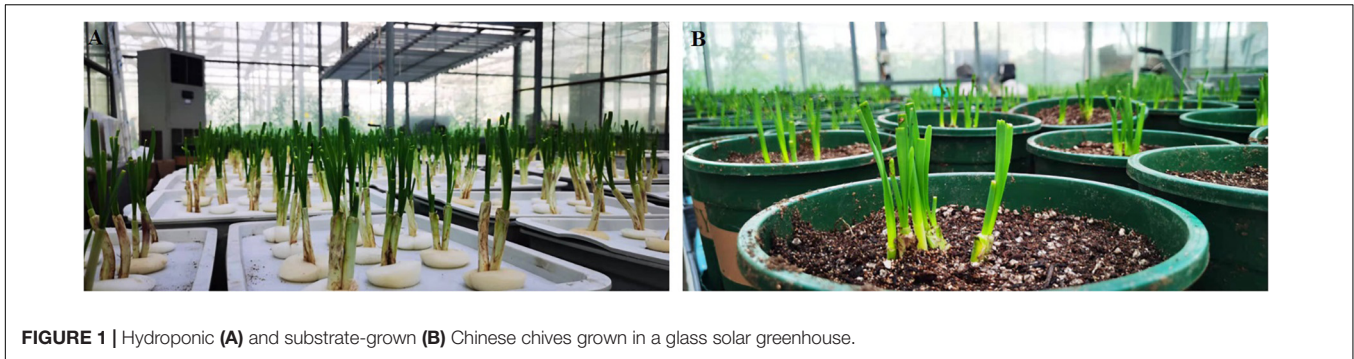 A
B
FIGURE 1 | Hydroponic (A) and substrate-grown (B) Chinese chives grown in a glass solar greenhouse.